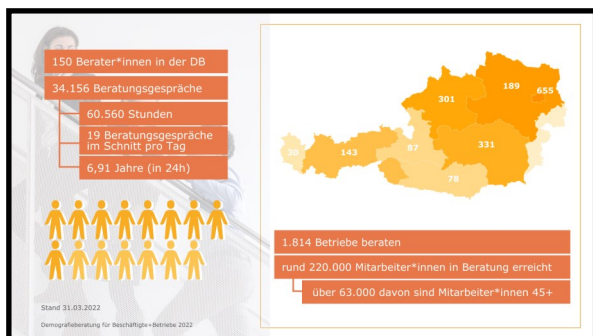 150 Berater*innen in der DB
34.156 Beratungsgespräche
60.560 Stunden
19 Beratungsgespräche
im Schnitt pro Tag
6,91 Jahre (in 24h)
Stand 31.03.2022
Demografieberatung für Beschäftigte+Betriebe 2022
189
655
301
331
87
143
30
78
1.814 Betriebe beraten
rund 220.000 Mitarbeiter*innen in Beratung erreicht
über 63.000 davon sind Mitarbeiter*innen 45+